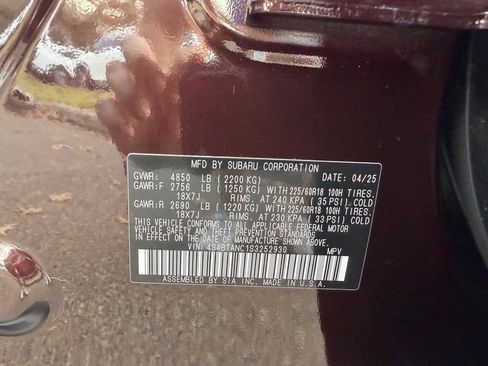 MFD BY SUBARU CORPORATION DATE: 04/25
GVWR: 4850 LB (2200 KG)
GAWR:F 2756 LB (1250 KG) WITH 225/60R18 100H TIRES.
18X7J RIMS. AT 240 KPA (35 PSI) COLD
GAWR:R 2690 LB (1220 KG) WITH 225/60R18 100H TIRES.
18X7J RIMS. AT 230 KPA (33 PSI) COLD
THIS VEHICLE CONFORMS TO ALL APPLICABLE FEDERAL MOTOR
VEHICLE SAFETY AND THEFT PREVENTION STANDARDS IN EFFECT
ON THE DATE OF MANUFACTURE SHOWN ABOVE.
VIN: 4S4BTANC1S3252930 MPV
ASSEMBLED BY SIA INC. MADE IN U.S.A.